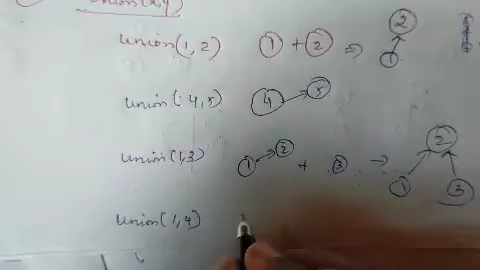 Union(x,y)
Union(1,2) 1 + 2 ⇒ 2 1
Union(4,5) 4 5
Union(1,3) 1 2 + 3 → 2 1 3
Union(1,4)